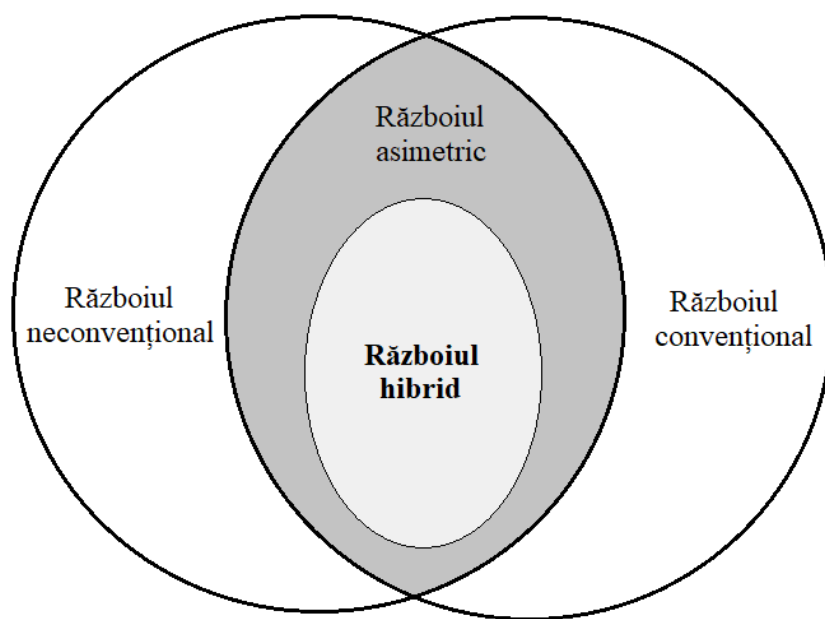 Războiul
asimetric
Războiul
neconvențional
Războiul
hibrid
Războiul
convențional